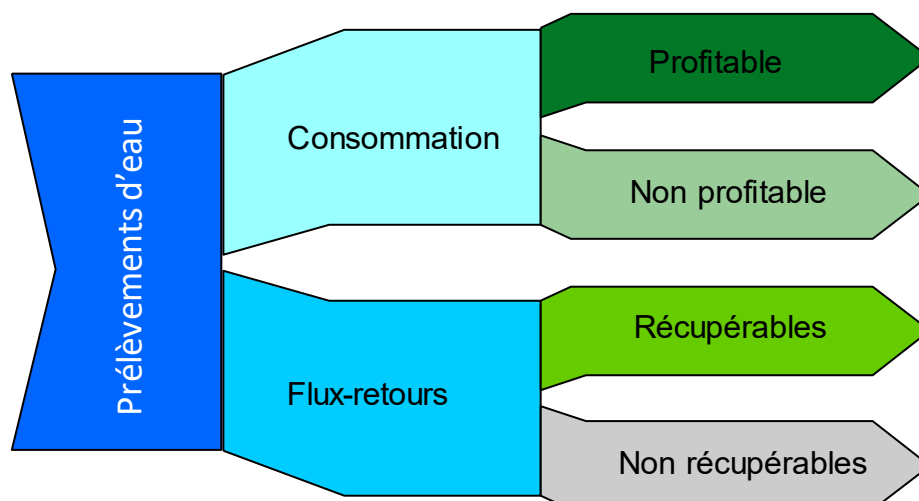 Prélèvements d’eau
Consommation
Profitable
Non profitable
Flux-retours
Récupérables
Non récupérables